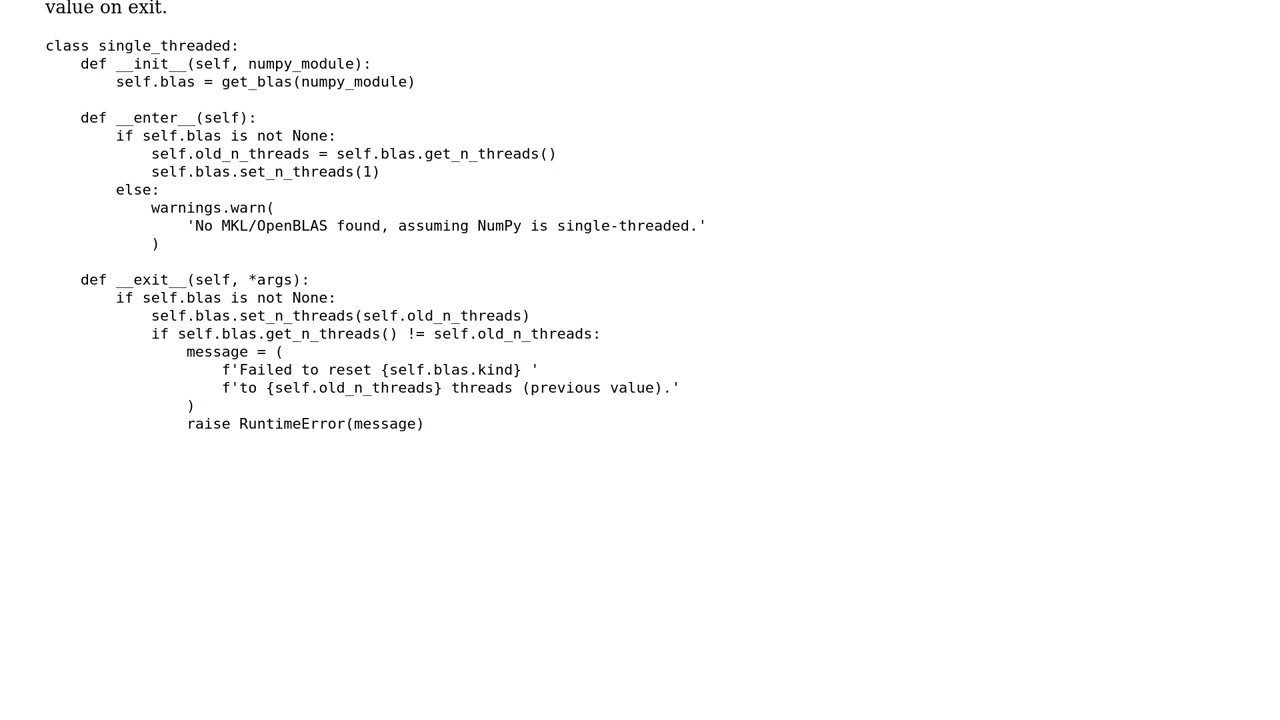 value on exit.
class single_threaded:
    def __init__(self, numpy_module):
        self.blas = get_blas(numpy_module)

    def __enter__(self):
        if self.blas is not None:
            self.old_n_threads = self.blas.get_n_threads()
            self.blas.set_n_threads(1)
        else:
            warnings.warn(
                'No MKL/OpenBLAS found, assuming NumPy is single-threaded.'
            )

    def __exit__(self, *args):
        if self.blas is not None:
            self.blas.set_n_threads(self.old_n_threads)
            if self.blas.get_n_threads() != self.old_n_threads:
                message = (
                    f'Failed to reset {self.blas.kind} '
                    f'to {self.old_n_threads} threads (previous value).'
                )
                raise RuntimeError(message)